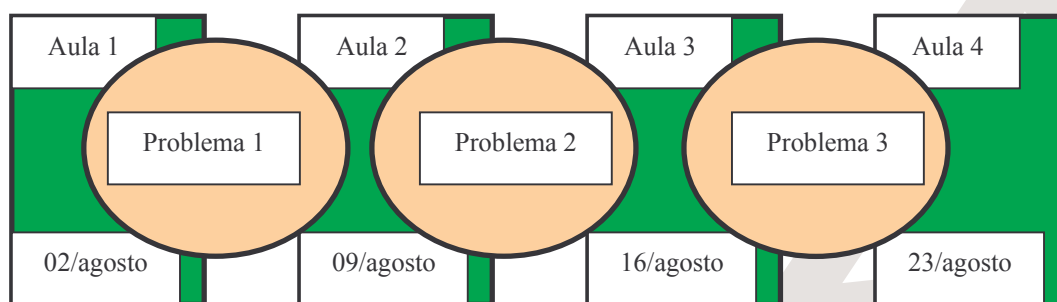 Aula 1
Aula 2
Aula 3
Aula 4
Problema 1
Problema 2
Problema 3
02/agosto
09/agosto
16/agosto
23/agosto